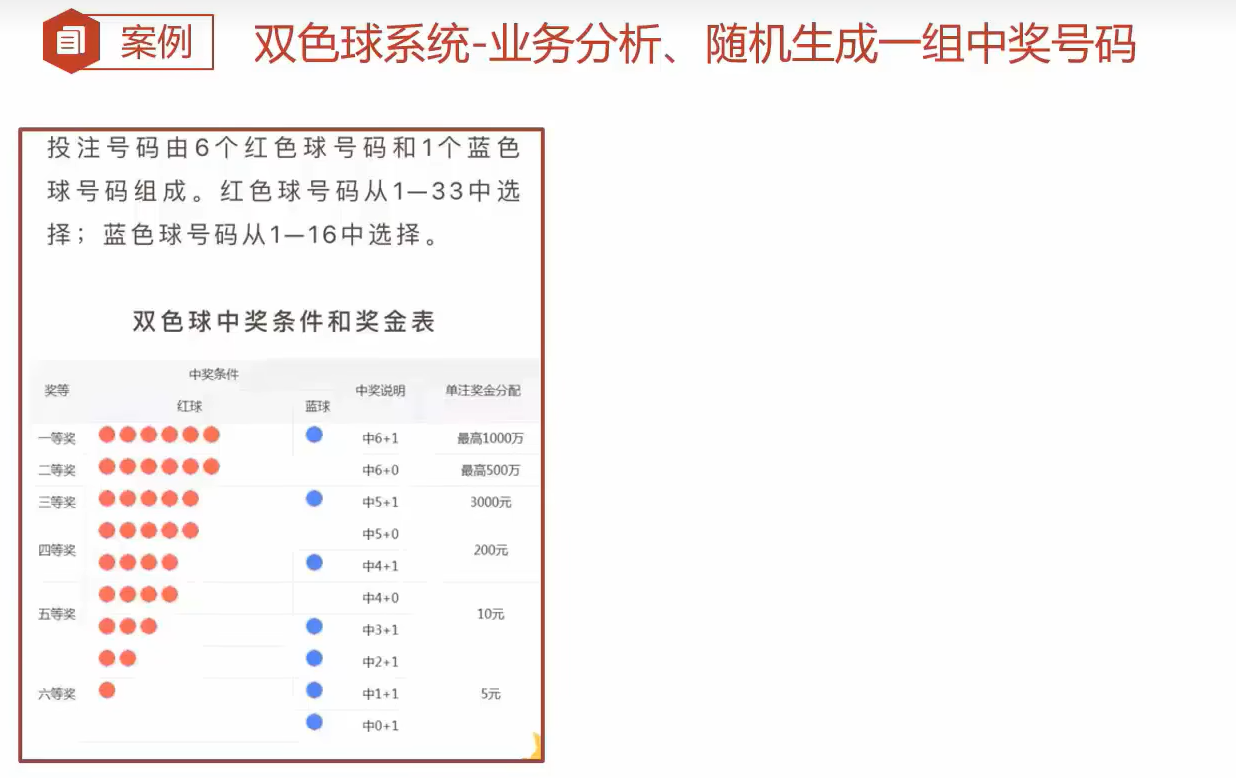 案例
双色球系统-业务分析、随机生成一组中奖号码
投注号码由6个红色球号码和1个蓝色
球号码组成。红色球号码从1—33中选
择；蓝色球号码从1—16中选择。
双色球中奖条件和奖金表
奖等 中奖条件 中奖说明 单注奖金分配
红球 蓝球
一等奖 中6+1 最高1000万
二等奖 中6+0 最高500万
三等奖 中5+1 3000元
中5+0
四等奖 200元
中4+1
中4+0
五等奖 10元
中3+1
中2+1
六等奖 中1+1 5元
中0+1